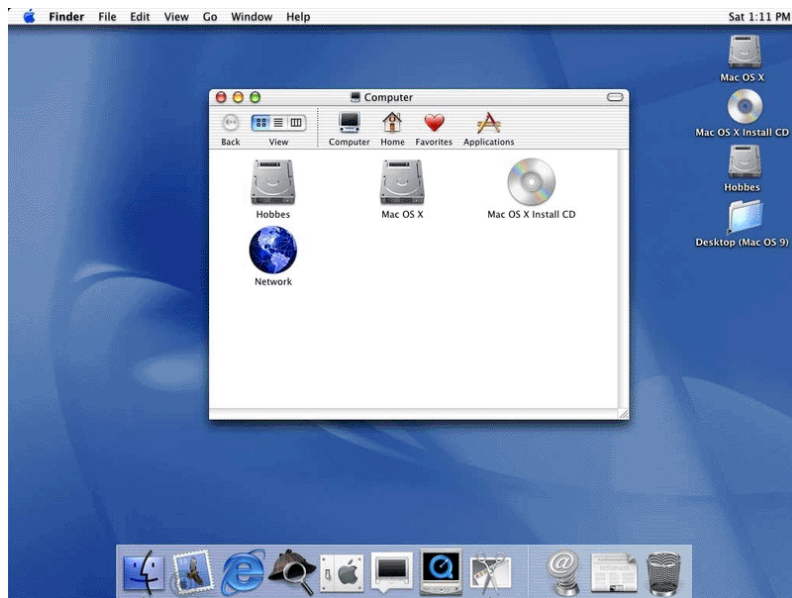 Finder File Edit View Go Window Help Sat 1:11 PM
Mac OS X
Mac OS X Install CD
Hobbes
Desktop (Mac OS 9)
Computer
Back View Computer Home Favorites Applications
Hobbes Mac OS X Mac OS X Install CD
Network